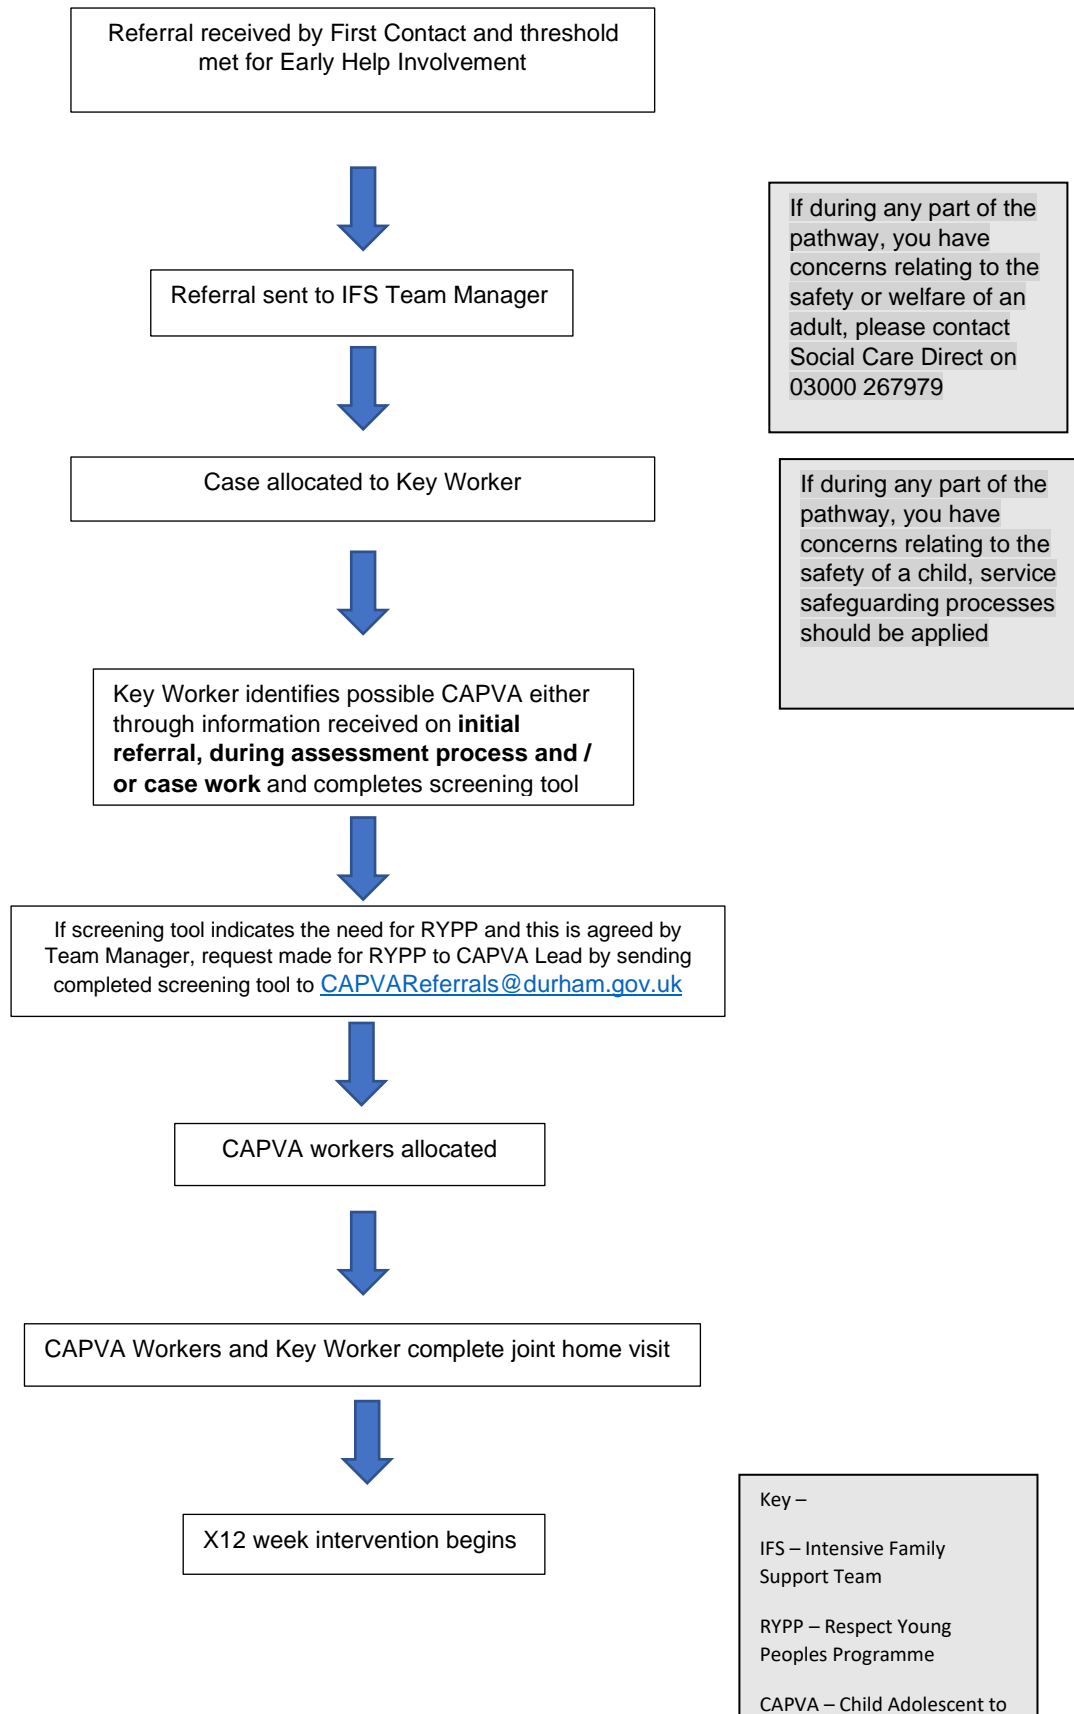 Referral received by First Contact and threshold
met for Early Help Involvement
Referral sent to IFS Team Manager
If during any part of the
pathway, you have
concerns relating to the
safety or welfare of an
adult, please contact
Social Care Direct on
03000 267979
Case allocated to Key Worker
If during any part of the
pathway, you have
concerns relating to the
safety of a child, service
safeguarding processes
should be applied
Key Worker identifies possible CAPVA either
through information received on initial
referral, during assessment process and /
or case work and completes screening tool
If screening tool indicates the need for RYPP and this is agreed by
Team Manager, request made for RYPP to CAPVA Lead by sending
completed screening tool to CAPVAReferrals@durham.gov.uk
CAPVA workers allocated
CAPVA Workers and Key Worker complete joint home visit
X12 week intervention begins
Key –
IFS – Intensive Family
Support Team
RYPP – Respect Young
Peoples Programme
CAPVA – Child Adolescent to